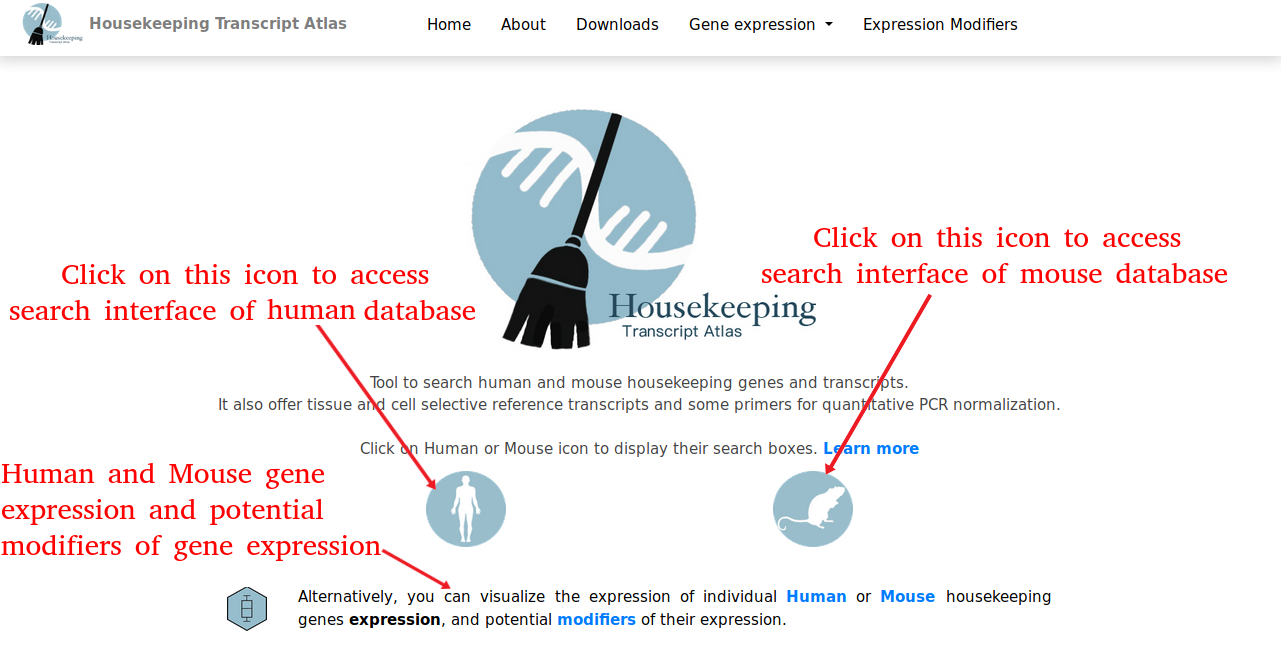 Housekeeping Transcript Atlas
Home About Downloads Gene expression Expression Modifiers
Housekeeping
Transcript Atlas
Click on this icon to access
search interface of human database
Click on this icon to access
search interface of mouse database
Housekeeping
Transcript Atlas
Tool to search human and mouse housekeeping genes and transcripts.
It also offer tissue and cell selective reference transcripts and some primers for quantitative PCR normalization.
Click on Human or Mouse icon to display their search boxes. Learn more
Human and Mouse gene
expression and potential
modifiers of gene expression
Alternatively, you can visualize the expression of individual Human or Mouse housekeeping
genes expression, and potential modifiers of their expression.